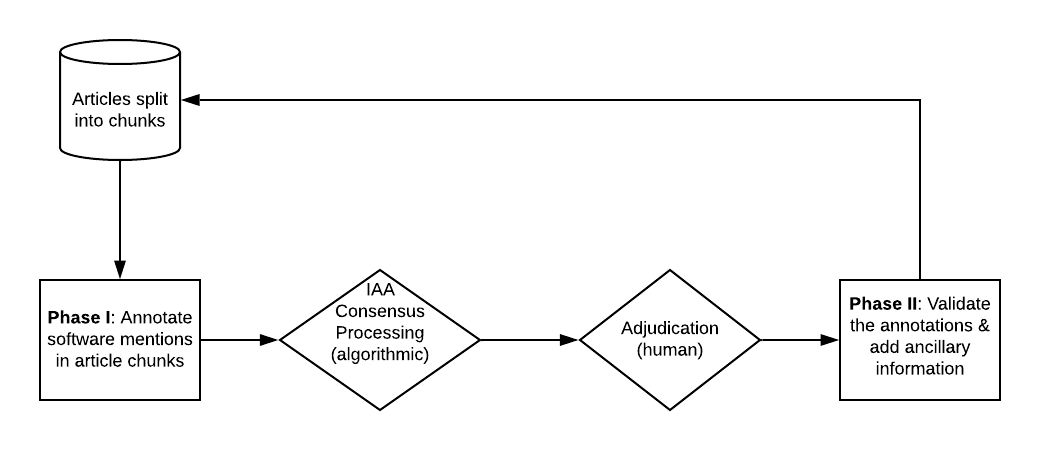 Articles split
into chunks
Phase I: Annotate
software mentions
in article chunks
IAA
Consensus
Processing
(algorithmic)
Adjudication
(human)
Phase II: Validate
the annotations &
add ancillary
information